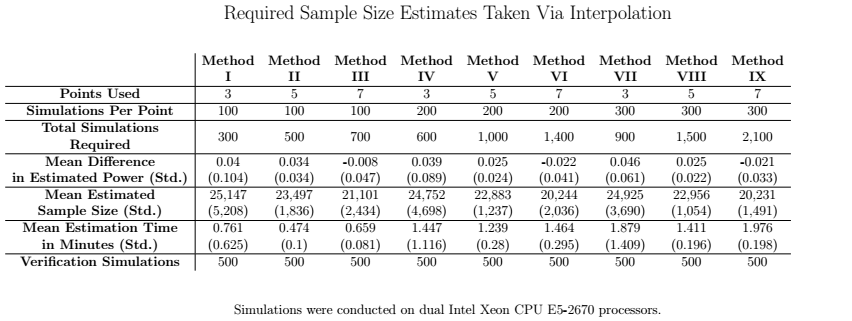 Required Sample Size Estimates Taken Via Interpolation
Method Method Method Method Method Method Method Method Method
I II III IV V VI VII VIII IX
Points Used 3 5 7 3 5 7 3 5 7
Simulations Per Point 100 100 100 200 200 200 300 300 300
Total Simulations
Required 300 500 700 600 1,000 1,400 900 1,500 2,100
Mean Difference 0.04 0.034 -0.008 0.039 0.025 -0.022 0.046 0.025 -0.021
in Estimated Power (Std.) (0.104) (0.034) (0.047) (0.089) (0.024) (0.041) (0.061) (0.022) (0.033)
Mean Estimated 25,147 23,497 21,101 24,752 22,883 20,244 24,925 22,956 20,231
Sample Size (Std.) (5,208) (1,836) (2,434) (4,698) (1,237) (2,036) (3,690) (1,054) (1,491)
Mean Estimation Time 0.761 0.474 0.659 1.447 1.239 1.464 1.879 1.411 1.976
in Minutes (Std.) (0.625) (0.1) (0.081) (1.116) (0.28) (0.295) (1.409) (0.196) (0.198)
Verification Simulations 500 500 500 500 500 500 500 500 500
Simulations were conducted on dual Intel Xeon CPU E5-2670 processors.